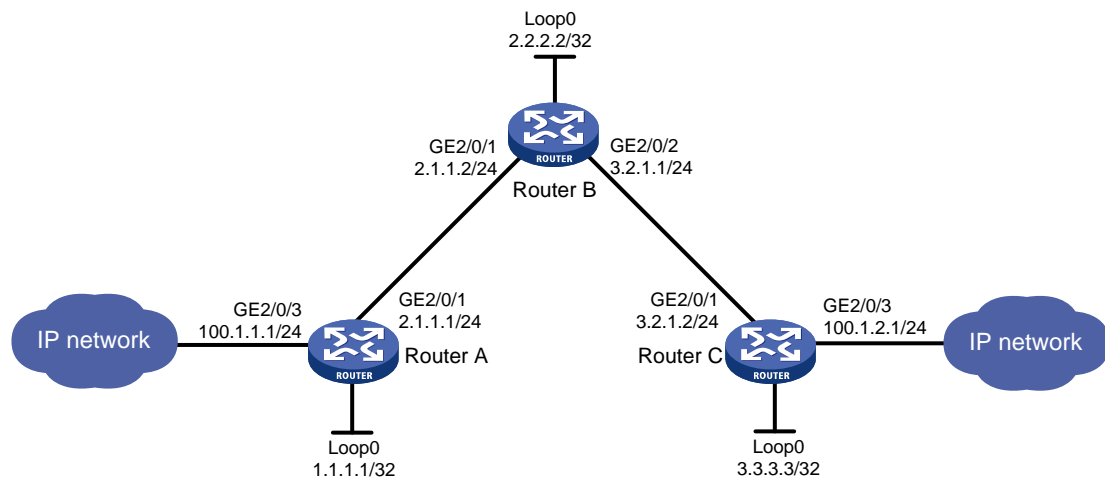 Loop0
2.2.2.2/32
GE2/0/1
2.1.1.2/24
ROUTER
GE2/0/2
3.2.1.1/24
Router B
IP network
GE2/0/3
100.1.1.1/24
GE2/0/1
2.1.1.1/24
ROUTER
Router A
Loop0
1.1.1.1/32
GE2/0/1
3.2.1.2/24
Router C
ROUTER
GE2/0/3
100.1.2.1/24
IP network
Loop0
3.3.3.3/32